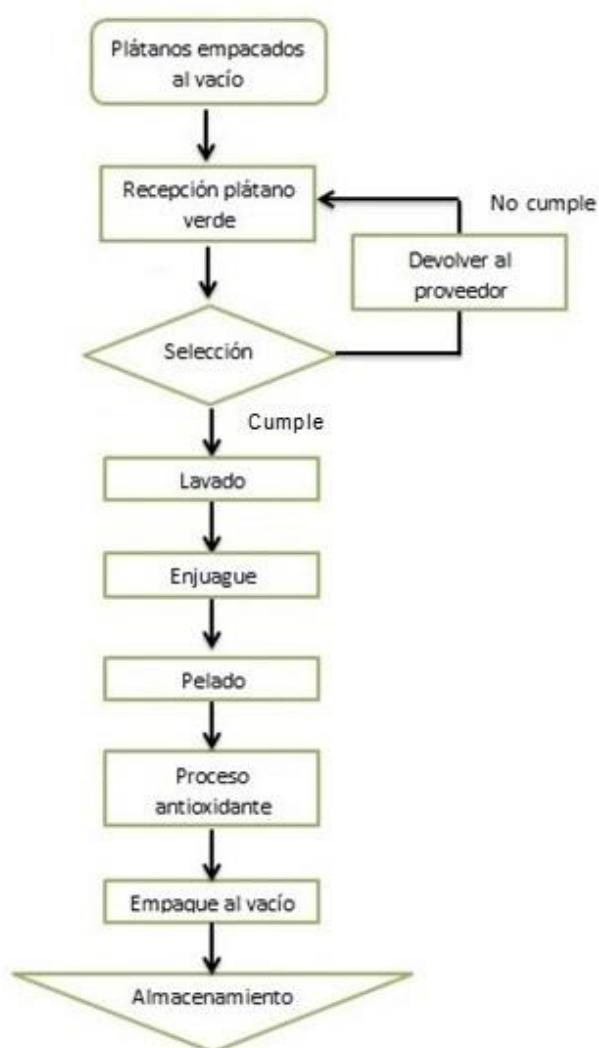 Plátanos empacados
al vacío
Recepción plátano
verde
No cumple
Devolver al
proveedor
Selección
Cumple
Lavado
Enjuague
Pelado
Proceso
antioxidante
Empaque al vacío
Almacenamiento